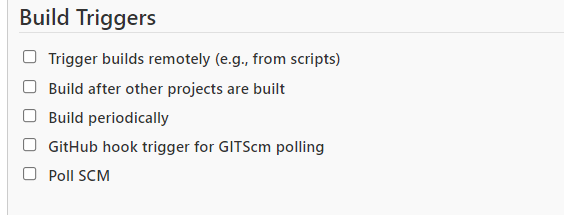 Build Triggers
Trigger builds remotely (e.g., from scripts)
Build after other projects are built
Build periodically
GitHub hook trigger for GITScm polling
Poll SCM